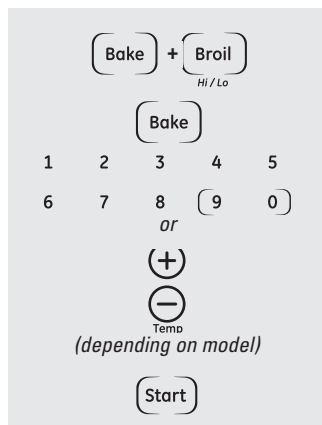 Bake + Broil
Hi / Lo
Bake
1 2 3 4 5
6 7 8 9 0
or
+
−
Temp
(depending on model)
Start